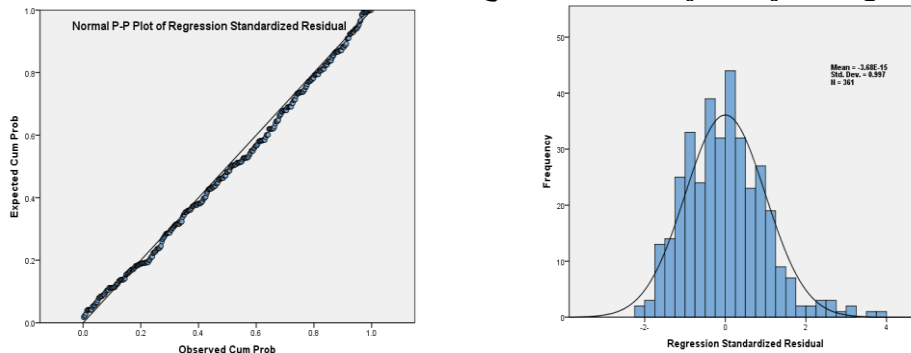 Normal P-P Plot of Regression Standardized Residual
1.0
0.8
0.6
0.4
0.2
0.0
Expected Cum Prob
0.0 0.2 0.4 0.6 0.8 1.0
Observed Cum Prob
Mean = -3.68E-15
Std. Dev. = 0.997
N = 361
50
40
30
20
10
0
Frequency
-2 0 2 4
Regression Standardized Residual